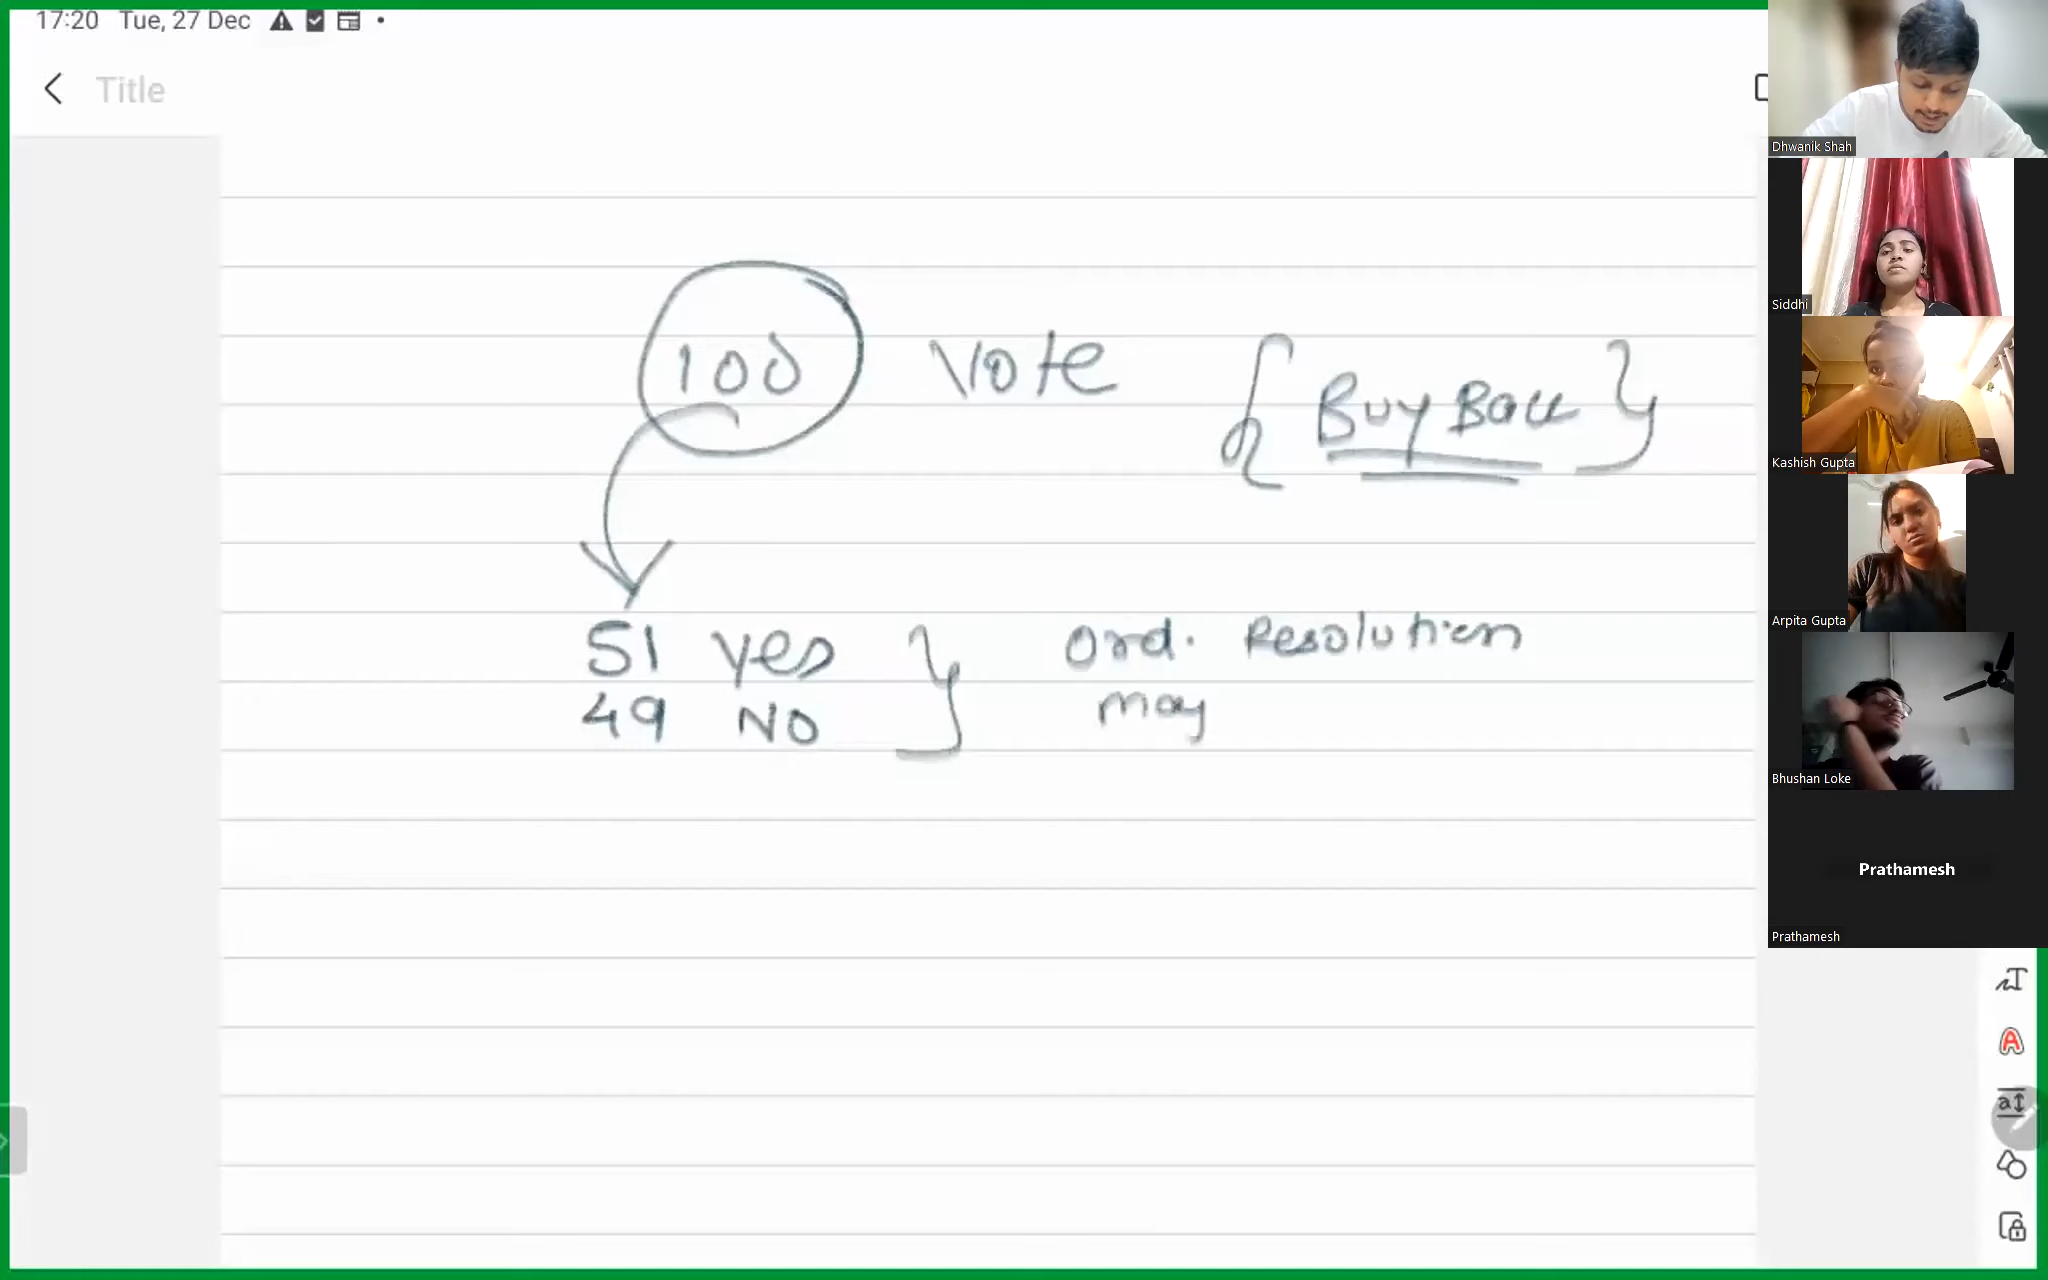 17:20 Tue, 27 Dec
Title
100 Vote { Buy Back }
51 Yes } Ord. Resolution
49 NO may
Dhwanik Shah
Siddhi
Kashish Gupta
Arpita Gupta
Bhushan Loke
Prathamesh
Prathamesh
T
A
a